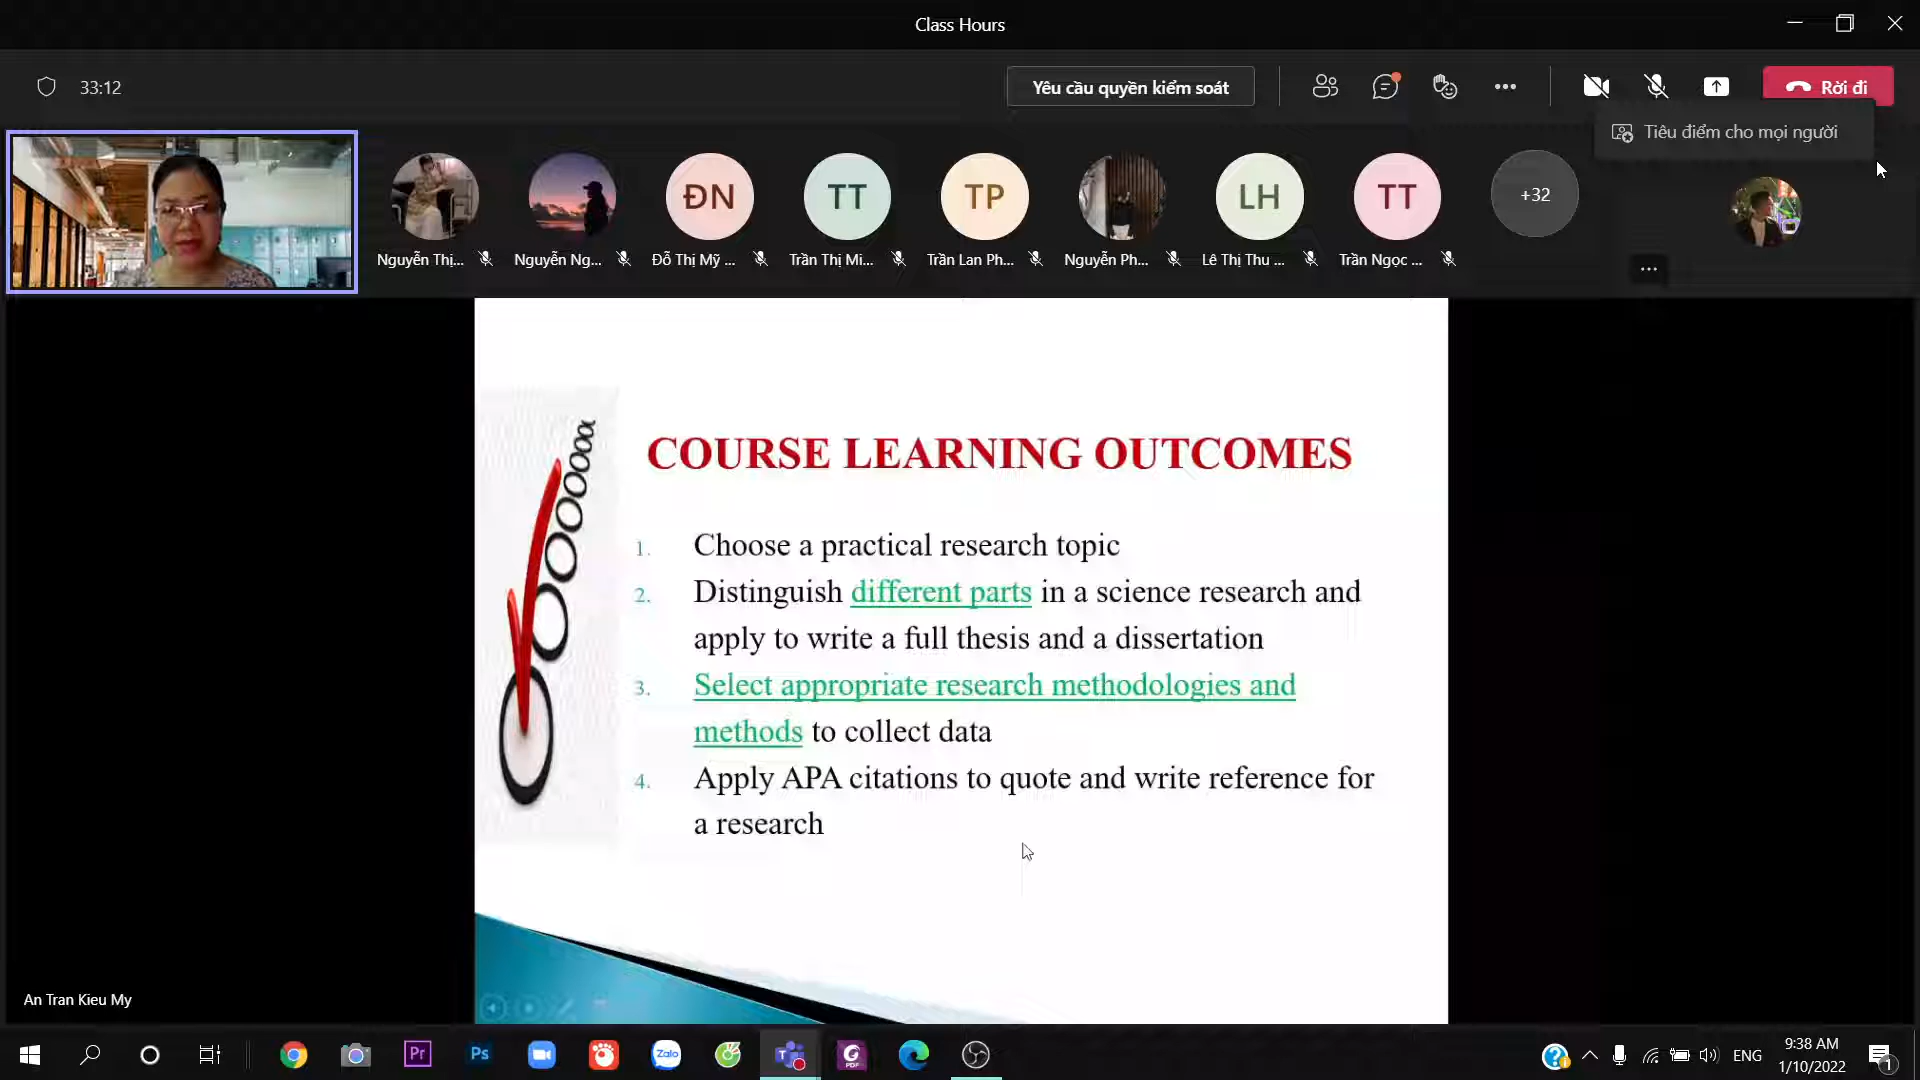 Class Hours
33:12
Yêu cầu quyền kiểm soát
Rời đi
Tiêu điểm cho mọi người
ĐN
TT
TP
LH
TT
+32
Nguyễn Thị...
Nguyễn Ng...
Đỗ Thị Mỹ ...
Trần Thị Mi...
Trần Lan Ph...
Nguyễn Ph...
Lê Thị Thu ...
Trần Ngọc ...
COURSE LEARNING OUTCOMES
1. Choose a practical research topic
2. Distinguish different parts in a science research and
apply to write a full thesis and a dissertation
3. Select appropriate research methodologies and
methods to collect data
4. Apply APA citations to quote and write reference for
a research
An Tran Kieu My
Pr
Ps
Zalo
T
PDF
ENG
9:38 AM
1/10/2022
1